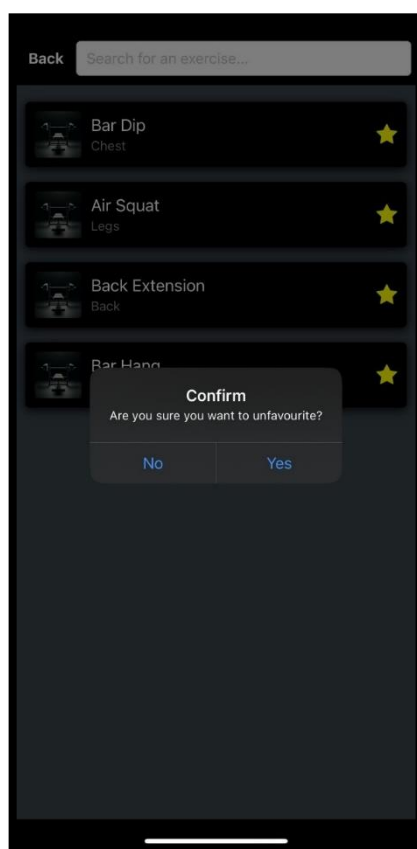 Back
Search for an exercise...
Bar Dip
Chest
Air Squat
Legs
Back Extension
Back
Bar Hang
Confirm
Are you sure you want to unfavourite?
No
Yes